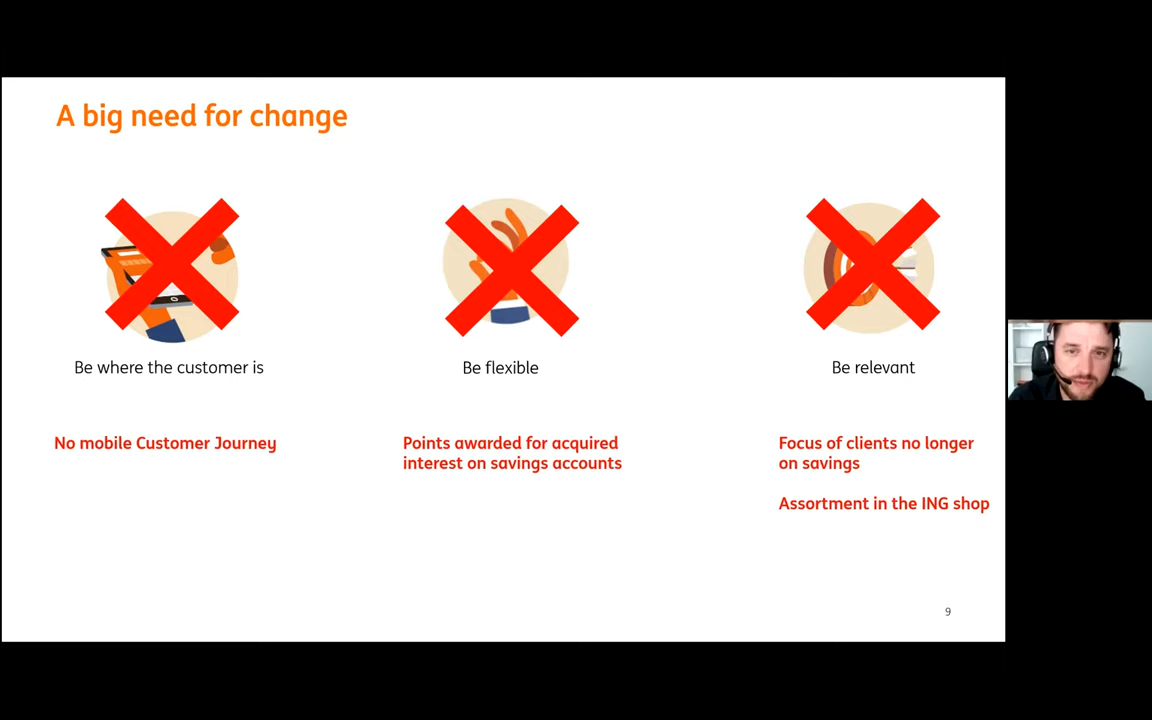 A big need for change
Be where the customer is
Be flexible
Be relevant
No mobile Customer Journey
Points awarded for acquired
interest on savings accounts
Focus of clients no longer
on savings
Assortment in the ING shop
9